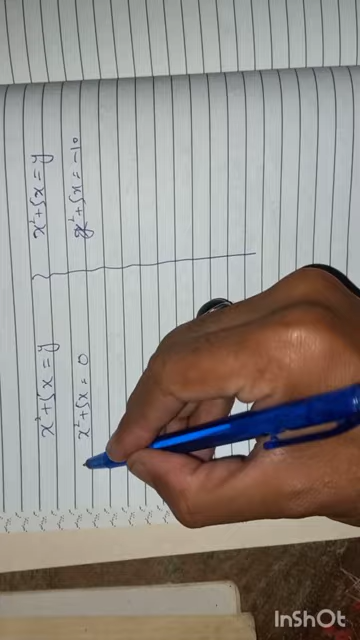 x² + 5x = y
x² + 5x = 0
x² + 5x = y
x² + 5x = -10
InShOt